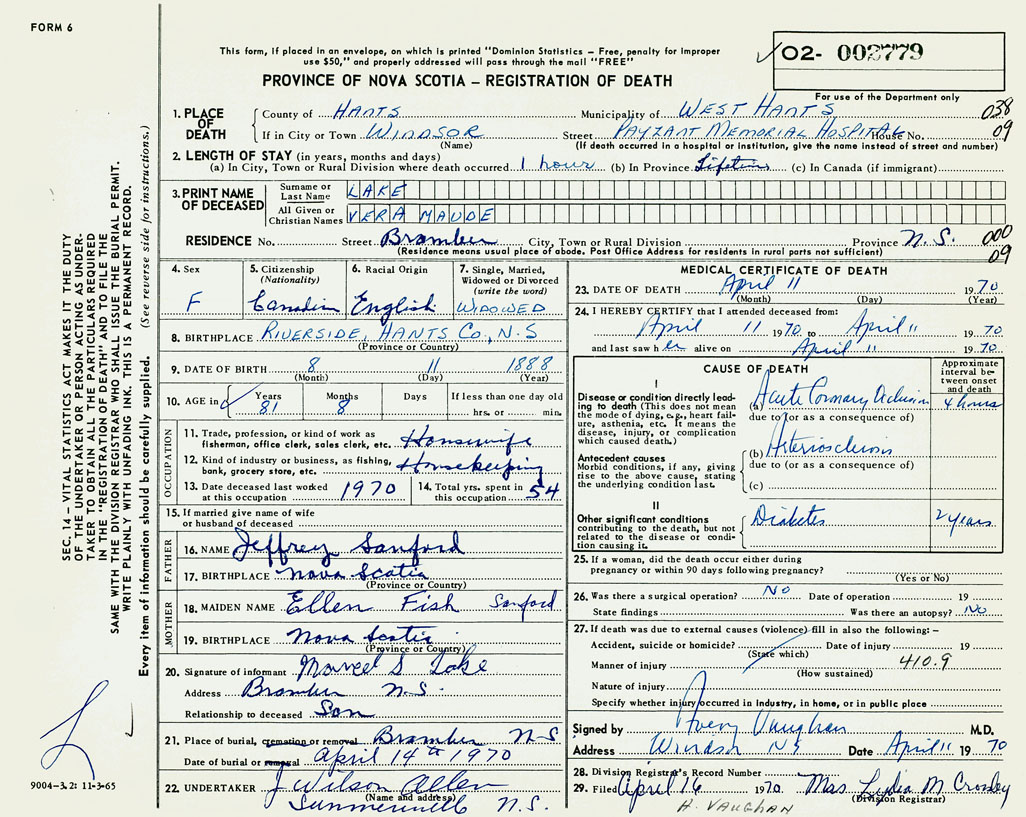 FORM 6
This form, if placed in an envelope, on which is printed "Dominion Statistics – Free, penalty for improper
use $50," and properly addressed will pass through the mail "FREE"
PROVINCE OF NOVA SCOTIA – REGISTRATION OF DEATH
02- 002779
For use of the Department only
1. PLACE OF DEATH County of HANTS Municipality of WEST HANTS 038
If in City or Town WINDSOR Street PAYZANT MEMORIAL HOSPITAL House No. 09
(Name) (If death occurred in a hospital or institution, give the name instead of street and number)
2. LENGTH OF STAY (in years, months and days)
(a) In City, Town or Rural Division where death occurred 1 hour (b) In Province Lifetime (c) In Canada (if immigrant)
3. PRINT NAME OF DECEASED Surname or Last Name LAKE
All Given or Christian Names VERA MAUDE
RESIDENCE No. Street Bramber City, Town or Rural Division Province N.S. 000
(Residence means usual place of abode. Post Office Address for residents in rural parts not sufficient) 09
4. Sex F
5. Citizenship (Nationality) Canadian
6. Racial Origin English
7. Single, Married, Widowed or Divorced (write the word) WIDOWED
8. BIRTHPLACE RIVERSIDE, HANTS CO., N.S
(Province or Country)
9. DATE OF BIRTH 8 11 1888
(Month) (Day) (Year)
10. AGE in Years Months Days If less than one day old
81 8 hrs. or min.
OCCUPATION
11. Trade, profession, or kind of work as fisherman, office clerk, sales clerk, etc. Housewife
12. Kind of industry or business, as fishing, bank, grocery store, etc. Housekeeping
13. Date deceased last worked at this occupation 1970
14. Total yrs. spent in this occupation 54
15. If married give name of wife or husband of deceased
FATHER
16. NAME Jeffrey Sanford
17. BIRTHPLACE Nova Scotia
(Province or Country)
MOTHER
18. MAIDEN NAME Ellen Fish Sanford
19. BIRTHPLACE Nova Scotia
(Province or Country)
20. Signature of informant Marcel S Lake
Address Bramber N.S.
Relationship to deceased Son
21. Place of burial, cremation or removal Bramber N S
Date of burial or removal April 14th 1970
22. UNDERTAKER J Wilson Allen
(Name and address)
Summerville N.S.
MEDICAL CERTIFICATE OF DEATH
23. DATE OF DEATH April 11 1970
(Month) (Day) (Year)
24. I HEREBY CERTIFY that I attended deceased from:
April 11 1970 to April 11 1970
and last saw her alive on April 11 1970
CAUSE OF DEATH
Approximate interval between onset and death
I
Disease or condition directly leading to death (This does not mean the mode of dying, e.g., heart failure, asthenia, etc. It means the disease, injury, or complication which caused death.)
(a) Acute Coronary Occlusion 4 hours
due to (or as a consequence of)
Antecedent causes
Morbid conditions, if any, giving rise to the above cause, stating the underlying condition last.
(b) Arteriosclerosis
due to (or as a consequence of)
(c)
II
Other significant conditions contributing to the death, but not related to the disease or condition causing it.
Diabetes 2 years
25. If a woman, did the death occur either during
pregnancy or within 90 days following pregnancy?
(Yes or No)
26. Was there a surgical operation? No Date of operation 19
State findings Was there an autopsy? No
27. If death was due to external causes (violence) fill in also the following: –
Accident, suicide or homicide? Date of injury 19
(State which)
Manner of injury 410.9
(How sustained)
Nature of injury
Specify whether injury occurred in industry, in home, or in public place
Signed by Avery Vaughan M.D.
Address Windsor NS Date April 11 1970
28. Division Registrar's Record Number
29. Filed April 16 1970 Mrs Lydia M Crossley
(Division Registrar)
A. VAUGHAN
SEC. 14 – VITAL STATISTICS ACT MAKES IT THE DUTY
OF THE UNDERTAKER OR PERSON ACTING AS UNDER-
TAKER TO OBTAIN ALL THE PARTICULARS REQUIRED
IN THE "REGISTRATION OF DEATH" AND TO FILE THE
SAME WITH THE DIVISION REGISTRAR WHO SHALL ISSUE THE BURIAL PERMIT.
WRITE PLAINLY WITH UNFADING INK. THIS IS A PERMANENT RECORD.
Every item of information should be carefully supplied. (See reverse side for instructions.)
9004-3.2: 11-3-65